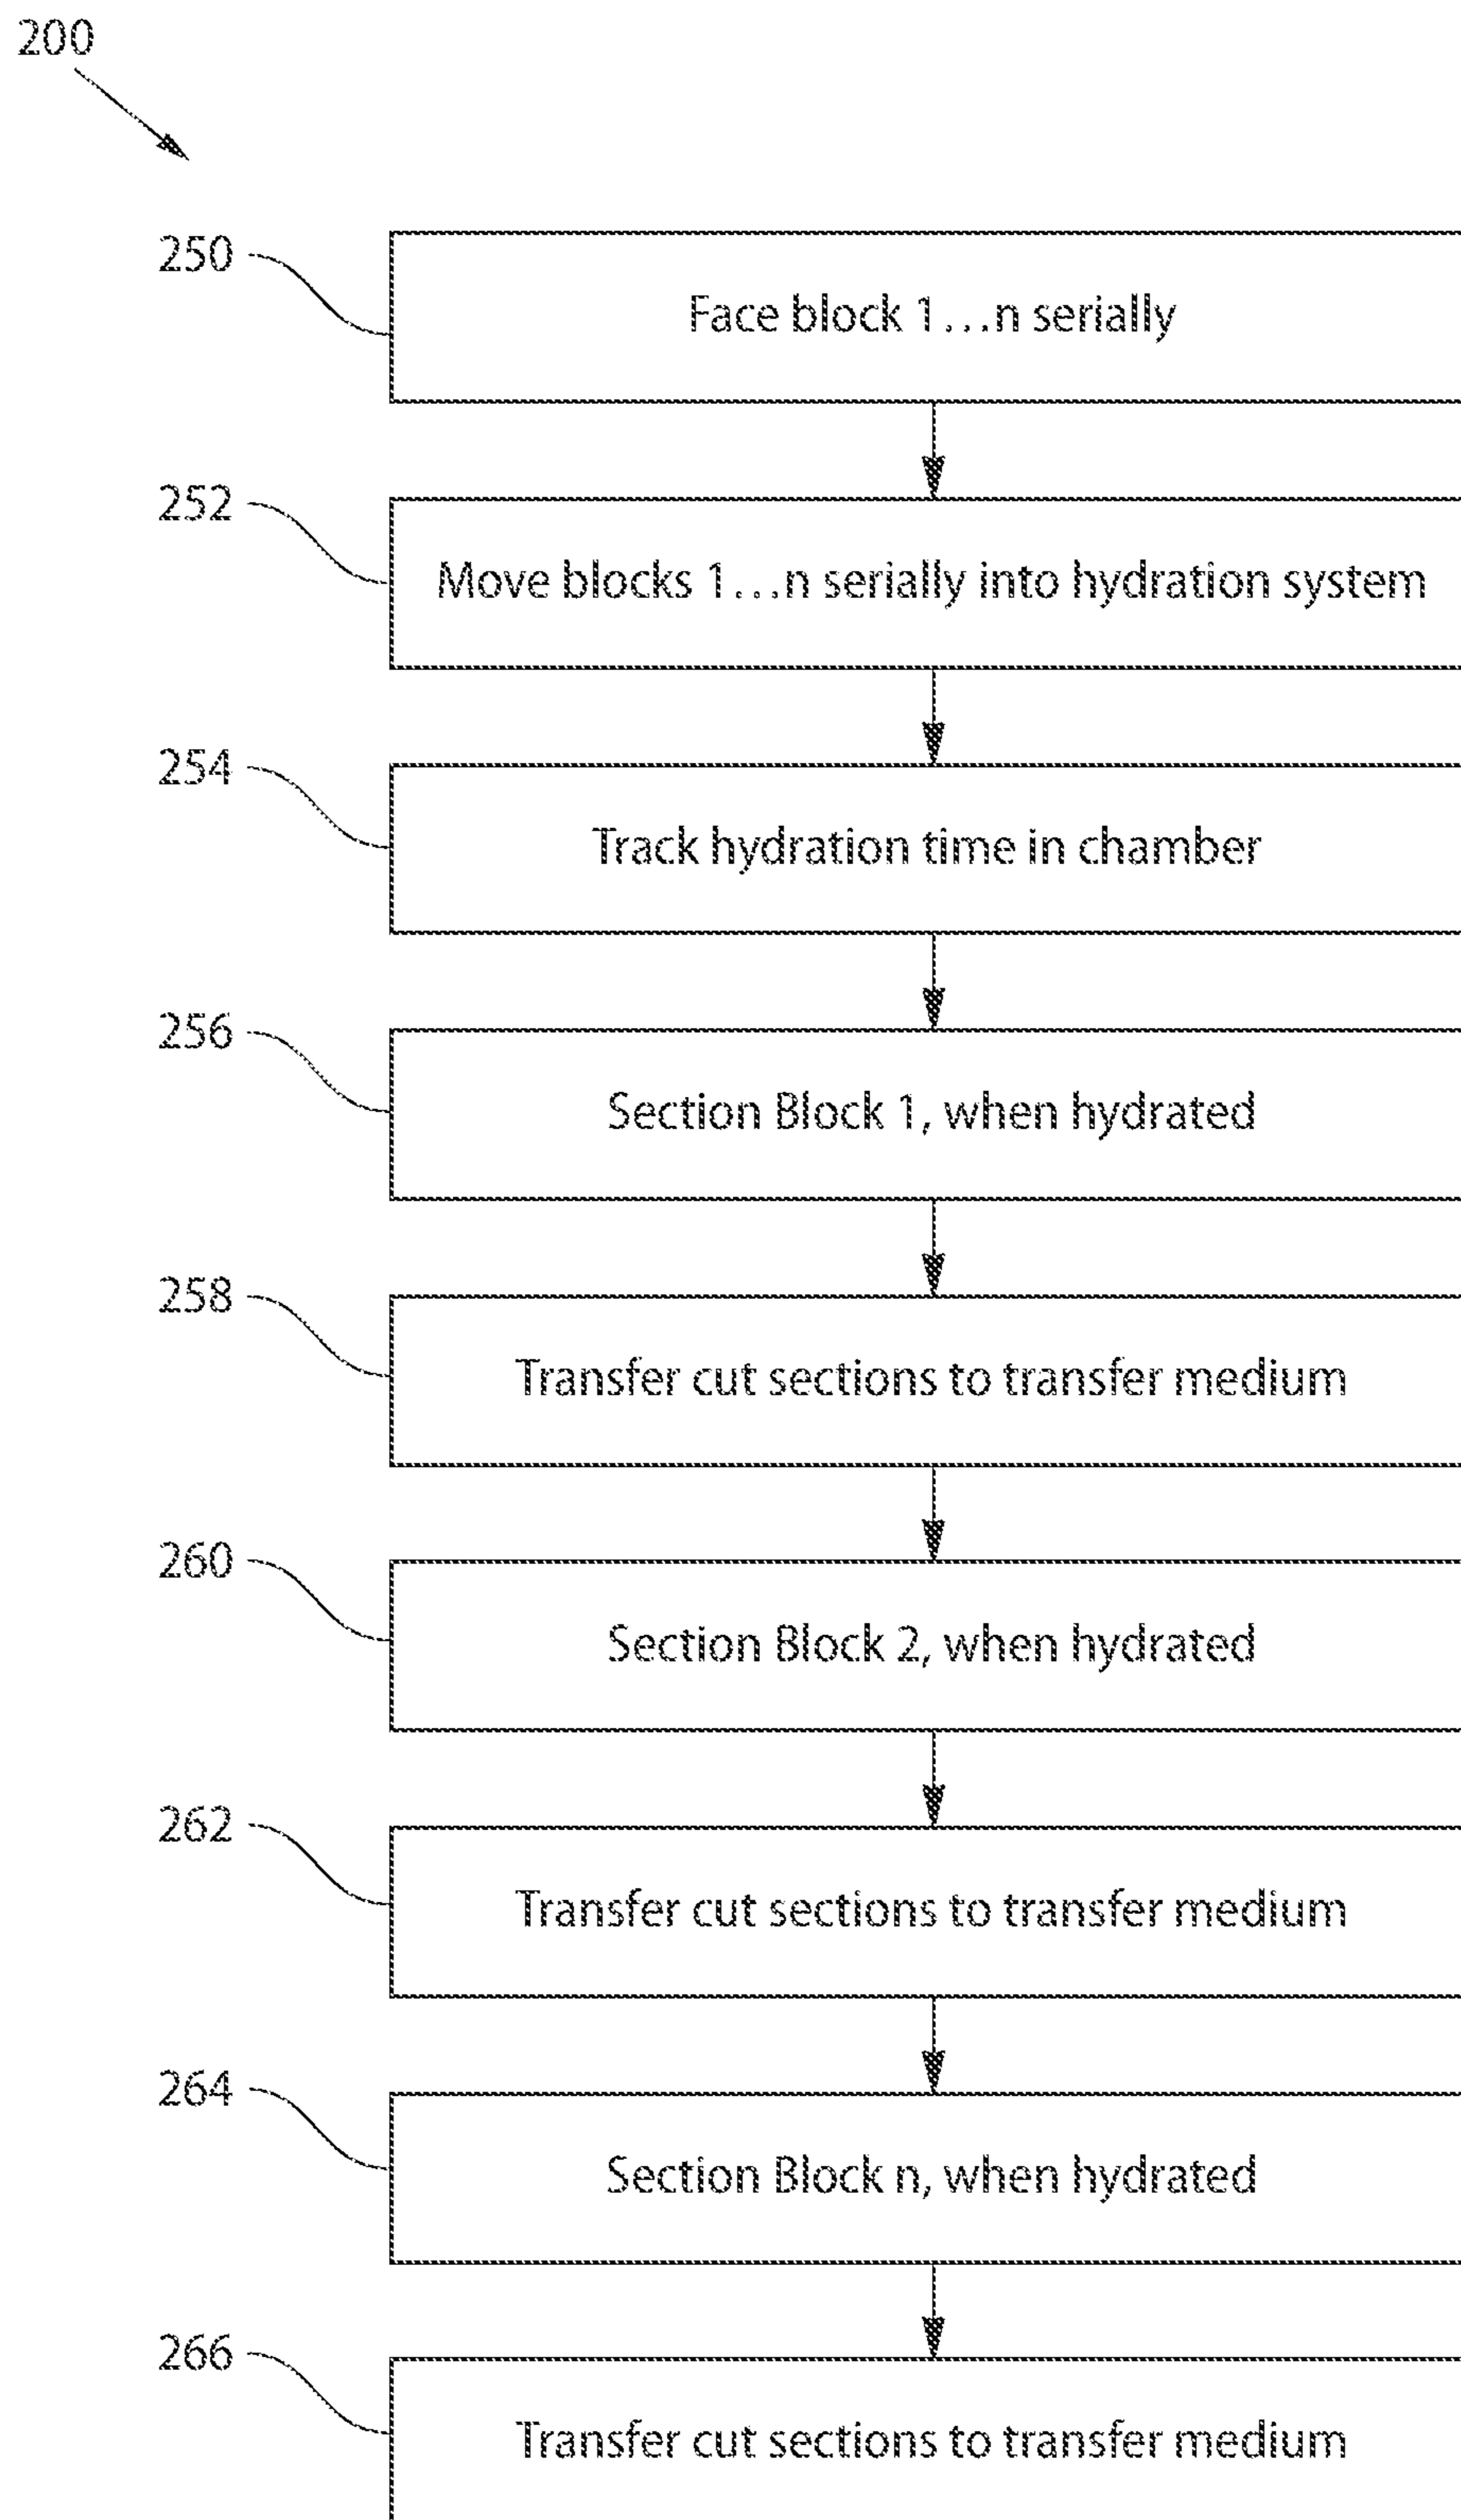 200
250
Face block 1...n serially
252
Move blocks 1...n serially into hydration system
254
Track hydration time in chamber
256
Section Block 1, when hydrated
258
Transfer cut sections to transfer medium
260
Section Block 2, when hydrated
262
Transfer cut sections to transfer medium
264
Section Block n, when hydrated
266
Transfer cut sections to transfer medium